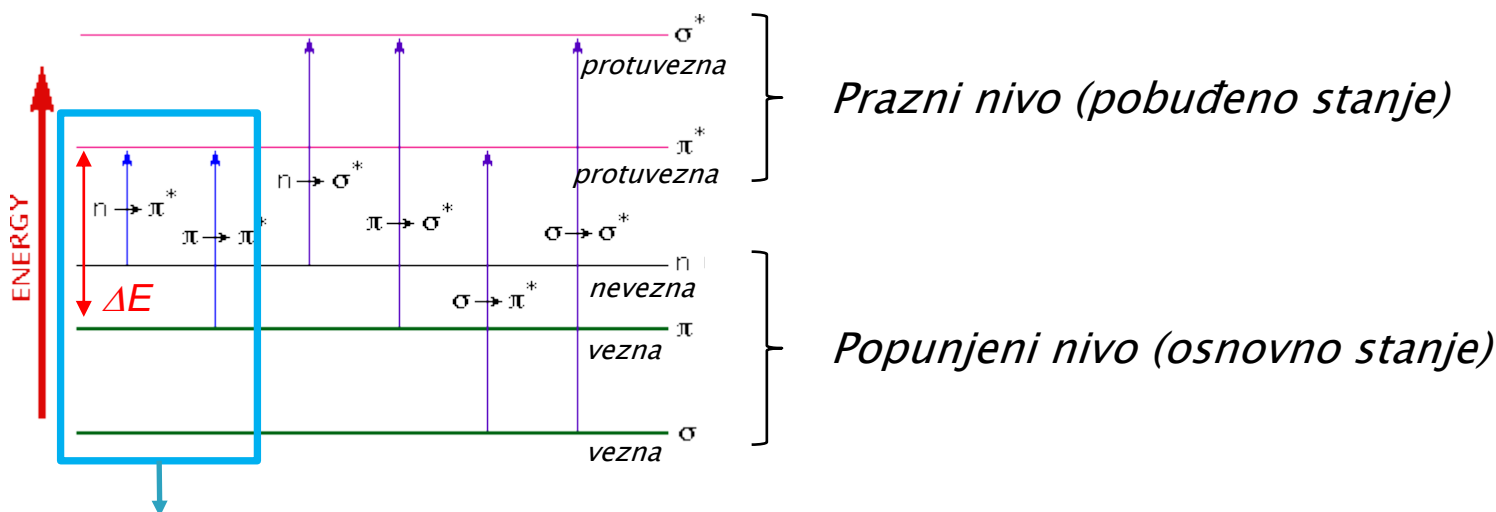 σ*
protuvezna
Prazni nivo (pobuđeno stanje)
π*
protuvezna
n → σ*
n → π*
π → π*
π → σ*
σ → σ*
ENERGY
n
nevezna
ΔE
σ → π*
π
vezna
Popunjeni nivo (osnovno stanje)
σ
vezna